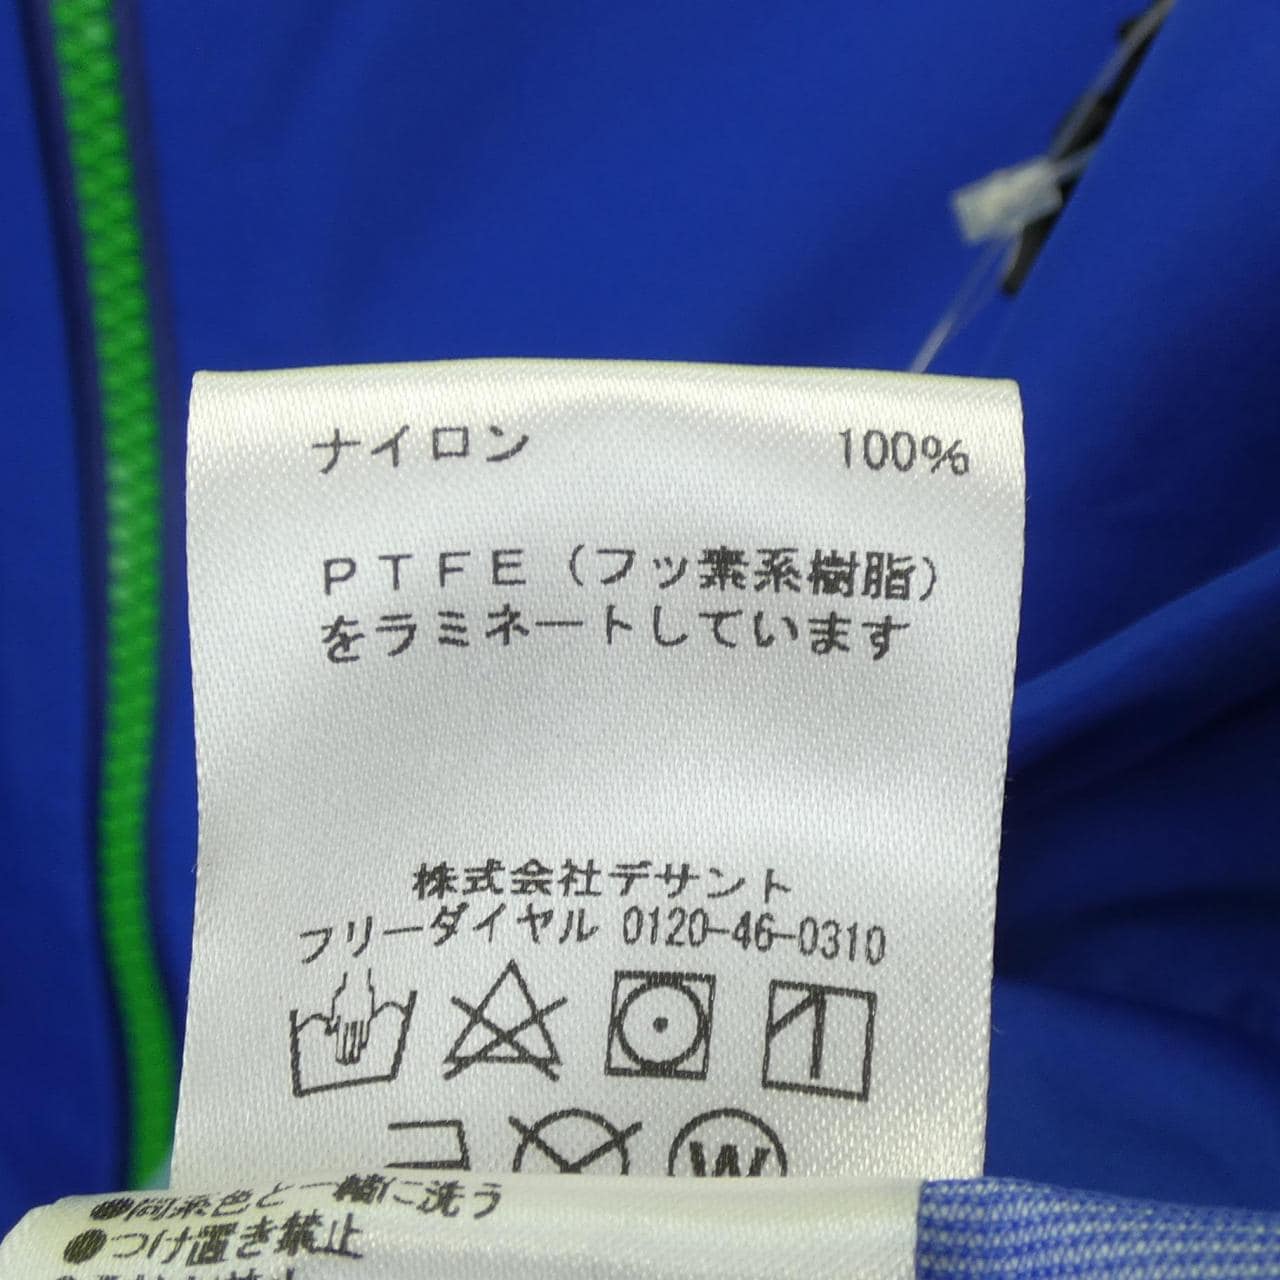 ナイロン 100%
PTFE（フッ素系樹脂）
をラミネートしています
株式会社デサント
フリーダイヤル 0120-46-0310
W
●同系色と一緒に洗う
●つけ置き禁止